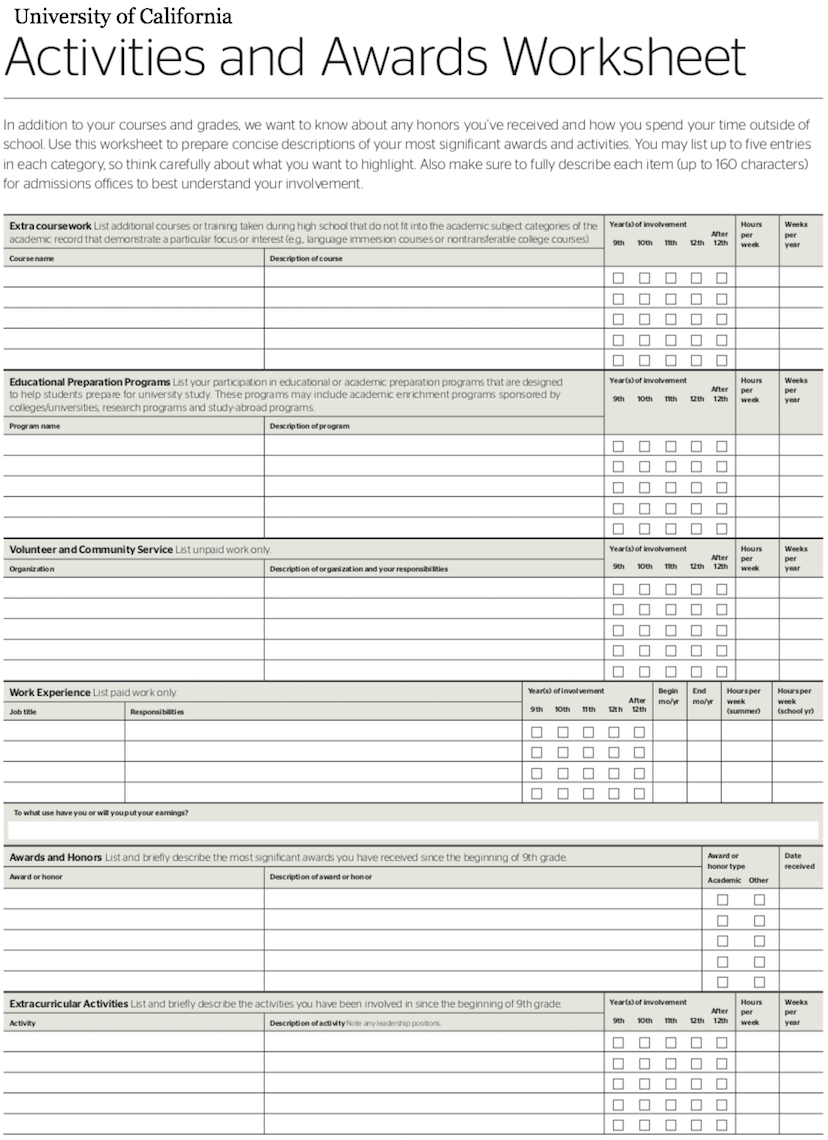 University of California
Activities and Awards Worksheet
In addition to your courses and grades, we want to know about any honors you've received and how you spend your time outside of
school. Use this worksheet to prepare concise descriptions of your most significant awards and activities. You may list up to five entries
in each category, so think carefully about what you want to highlight. Also make sure to fully describe each item (up to 160 characters)
for admissions offices to best understand your involvement.
Extra coursework List additional courses or training taken during high school that do not fit into the academic subject categories of the
academic record that demonstrate a particular focus or interest (e.g., language immersion courses or nontransferable college courses).
Year(s) of involvement
9th 10th 11th 12th After 12th
Hours per week
Weeks per year
Course name
Description of course
Educational Preparation Programs List your participation in educational or academic preparation programs that are designed
to help students prepare for university study. These programs may include academic enrichment programs sponsored by
colleges/universities, research programs and study-abroad programs.
Year(s) of involvement
9th 10th 11th 12th After 12th
Hours per week
Weeks per year
Program name
Description of program
Volunteer and Community Service List unpaid work only.
Year(s) of involvement
9th 10th 11th 12th After 12th
Hours per week
Weeks per year
Organization
Description of organization and your responsibilities
Work Experience List paid work only.
Year(s) of involvement
9th 10th 11th 12th After 12th
Begin mo/yr
End mo/yr
Hours per week (summer)
Hours per week (school yr)
Job title
Responsibilities
To what use have you or will you put your earnings?
Awards and Honors List and briefly describe the most significant awards you have received since the beginning of 9th grade.
Award or honor type
Academic Other
Date received
Award or honor
Description of award or honor
Extracurricular Activities List and briefly describe the activities you have been involved in since the beginning of 9th grade.
Year(s) of involvement
9th 10th 11th 12th After 12th
Hours per week
Weeks per year
Activity
Description of activity Note any leadership positions.